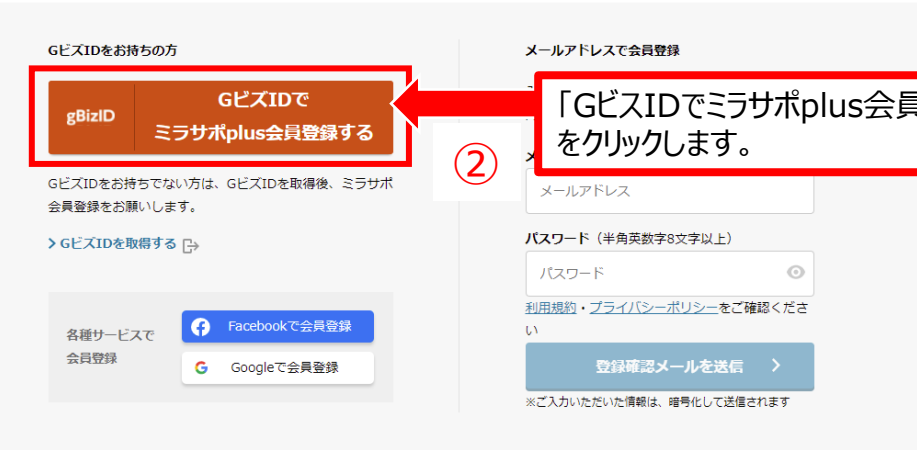 GビズIDをお持ちの方
gBizID
GビズIDで
ミラサポplus会員登録する
GビズIDをお持ちでない方は、GビズIDを取得後、ミラサポ
会員登録をお願いします。
GビズIDを取得する
各種サービスで
会員登録
Facebookで会員登録
Googleで会員登録
②
メールアドレスで会員登録
「GビスIDでミラサポplus会員
をクリックします。
メールアドレス
パスワード（半角英数字8文字以上）
パスワード
利用規約・プライバシーポリシーをご確認くださ
い
登録確認メールを送信
※ご入力いただいた情報は、暗号化して送信されます